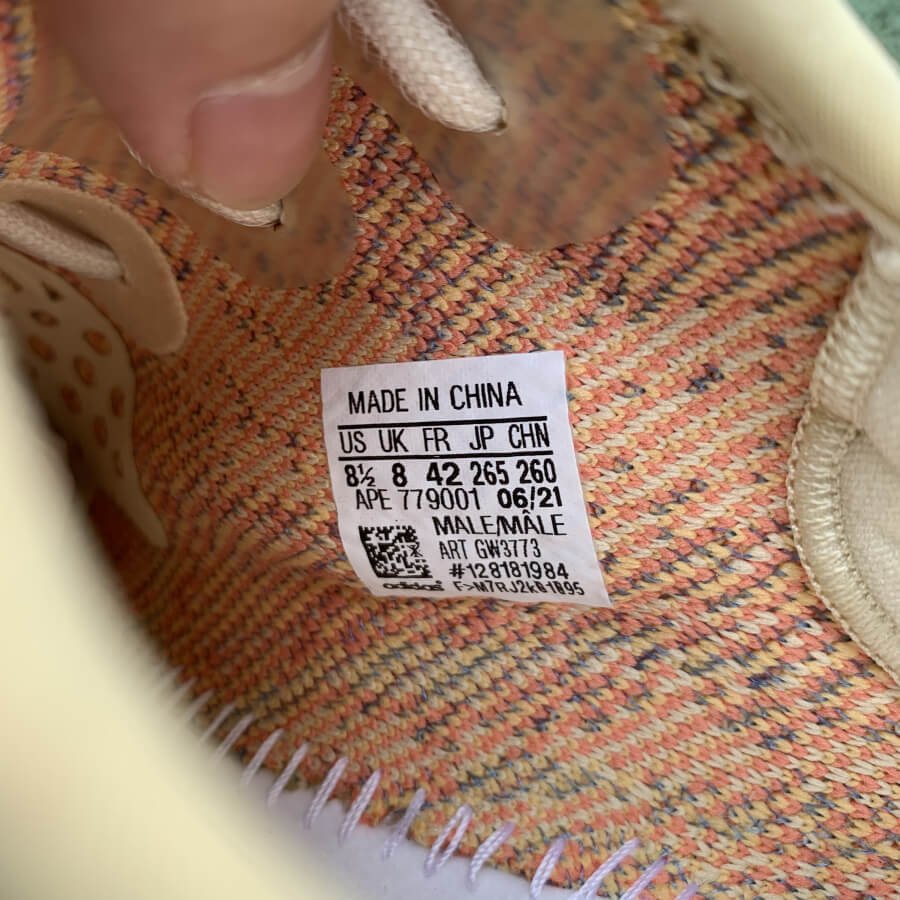 MADE IN CHINA
US UK FR JP CHN
8½ 8 42 265 260
APE 779001 06/21
MALE/MÂLE
ART GW3773
#128181984
adidas